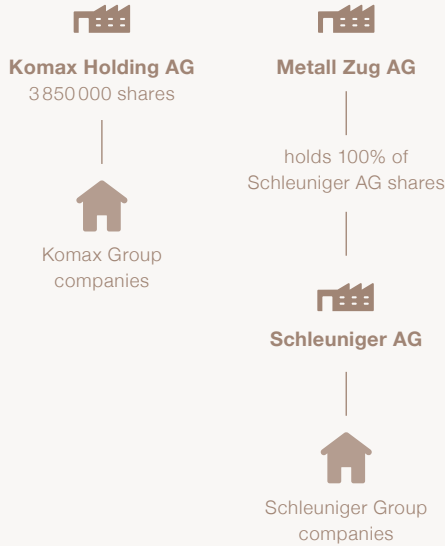 Komax Holding AG
3 850 000 shares
Komax Group
companies
Metall Zug AG
holds 100% of
Schleuniger AG shares
Schleuniger AG
Schleuniger Group
companies